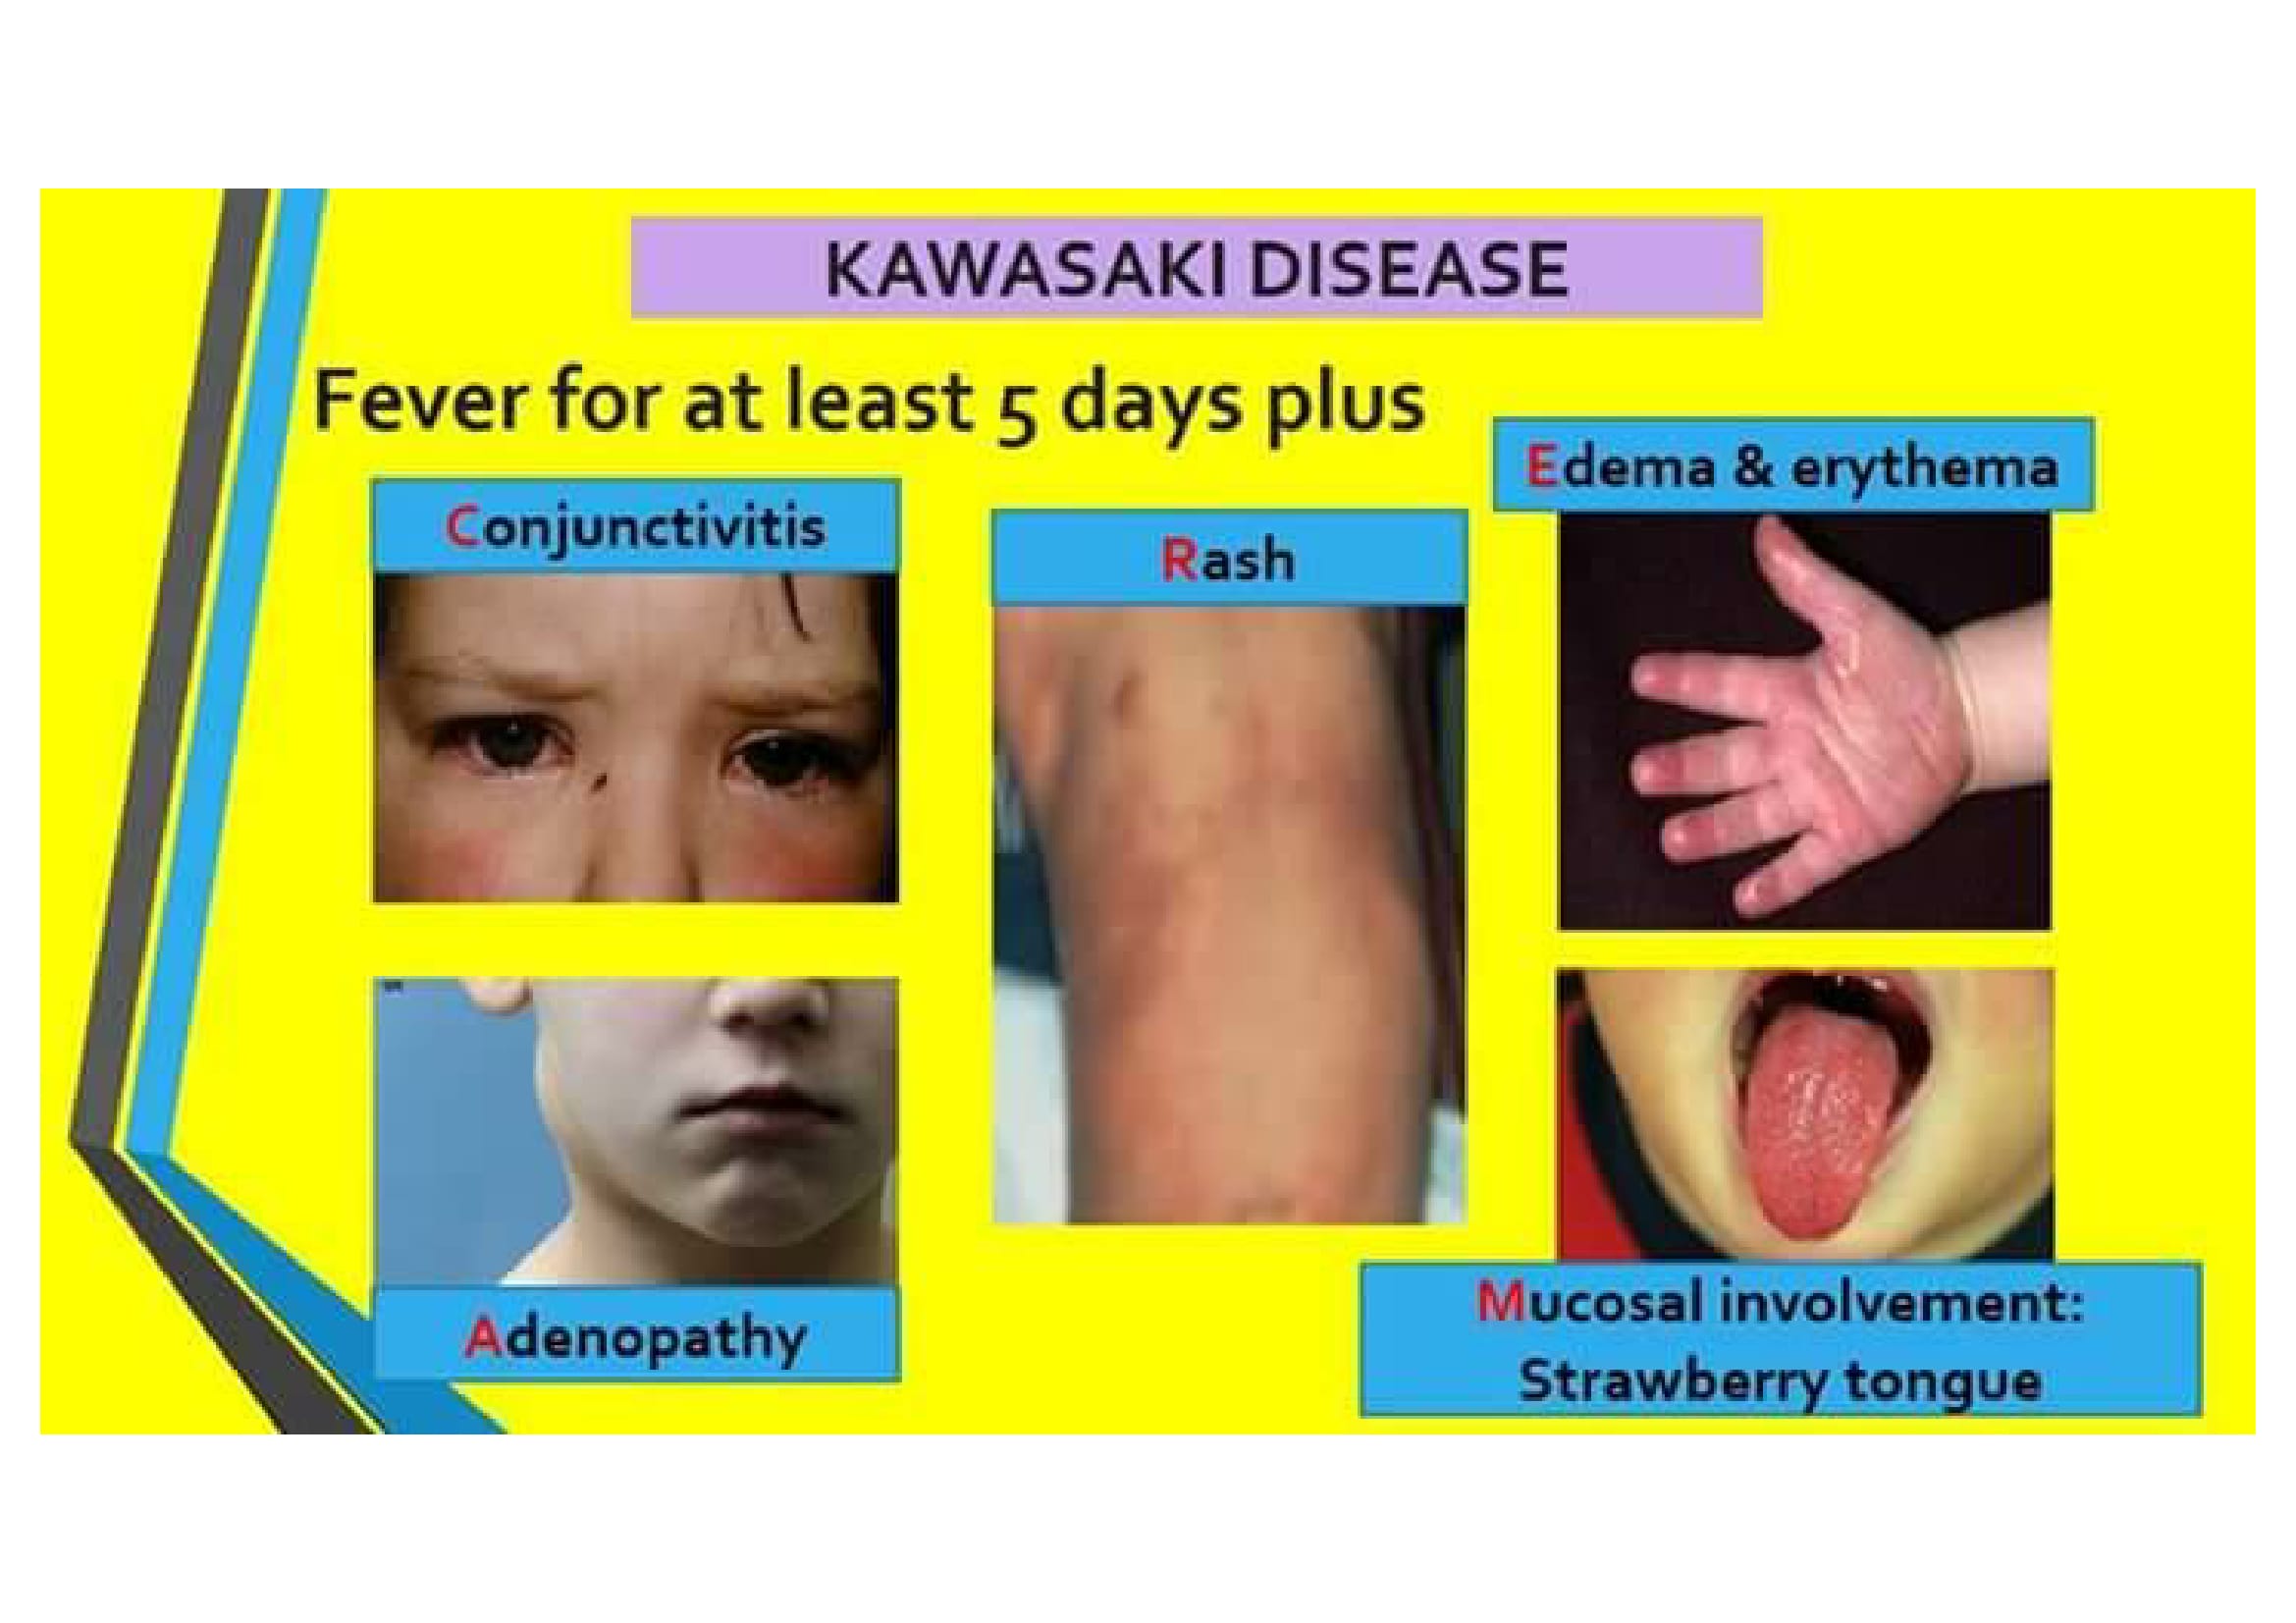 KAWASAKI DISEASE
Fever for at least 5 days plus
Conjunctivitis
Rash
Edema & erythema
Adenopathy
Mucosal involvement:
Strawberry tongue